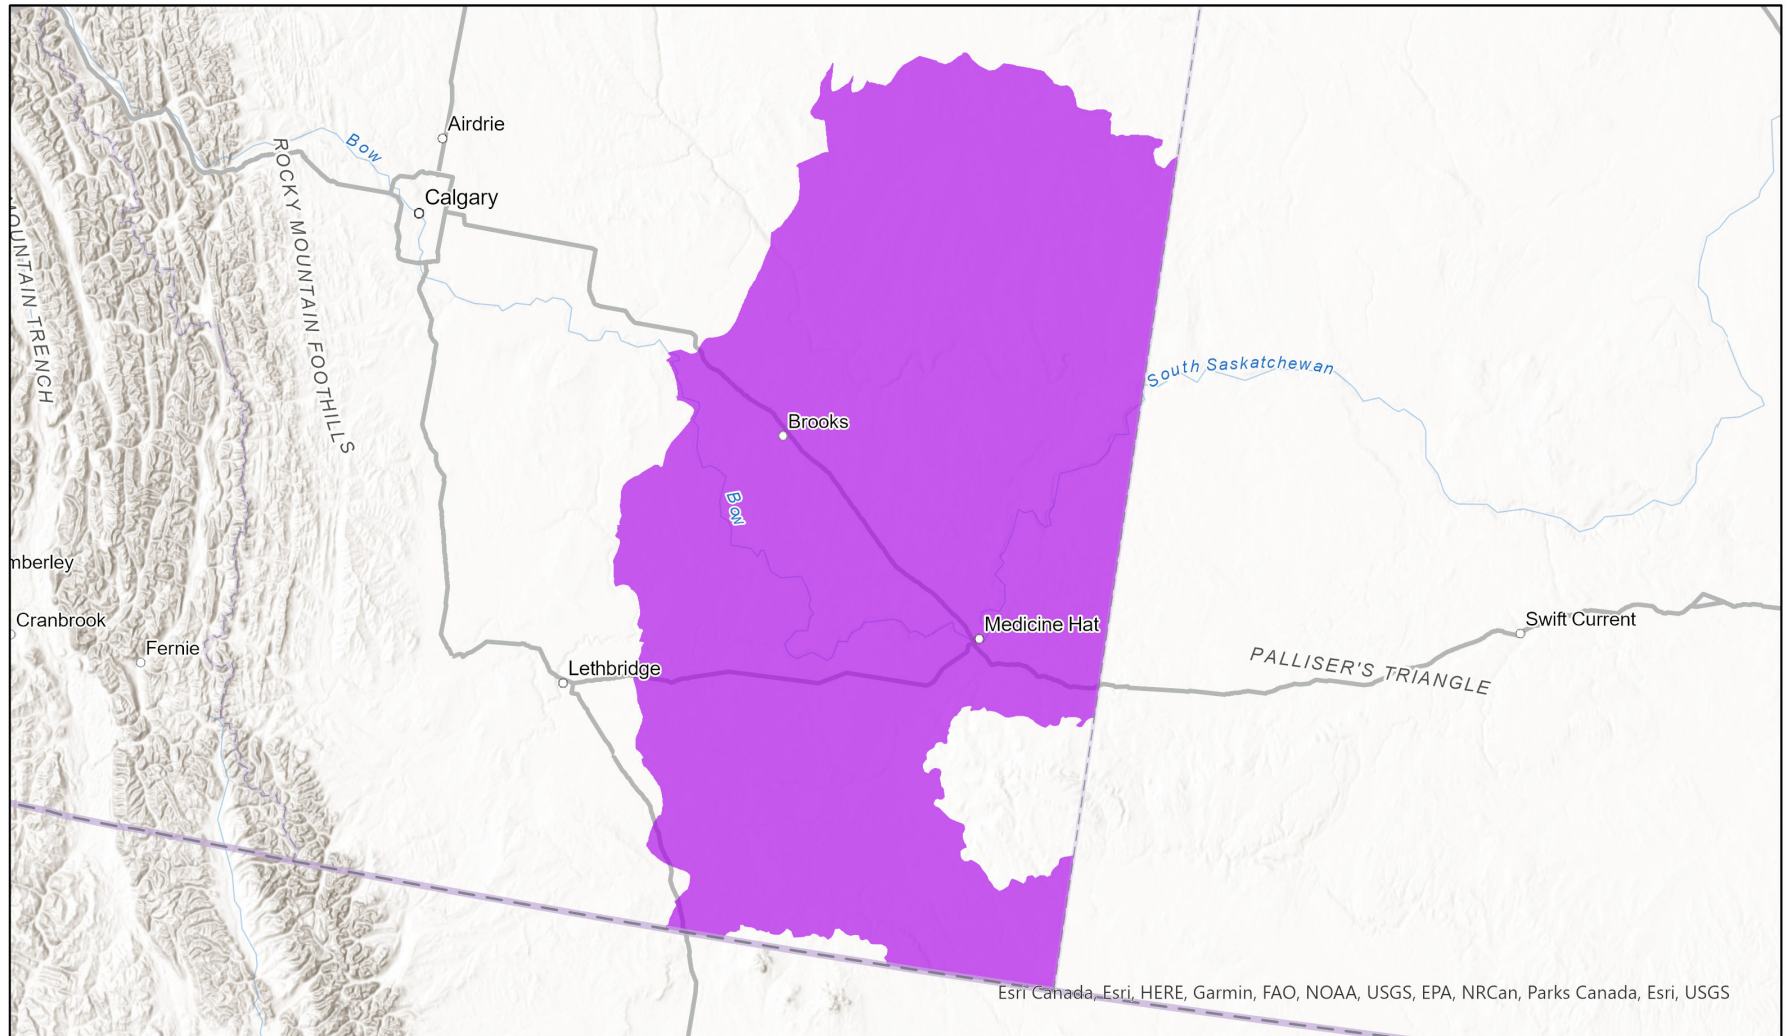 Airdrie
Bow
Calgary
ROCKY MOUNTAIN FOOTHILLS
MOUNTAIN TRENCH
South Saskatchewan
Brooks
Bow
mberley
Cranbrook
Fernie
Lethbridge
Medicine Hat
Swift Current
PALLISER'S TRIANGLE
Esri Canada, Esri, HERE, Garmin, FAO, NOAA, USGS, EPA, NRCan, Parks Canada, Esri, USGS